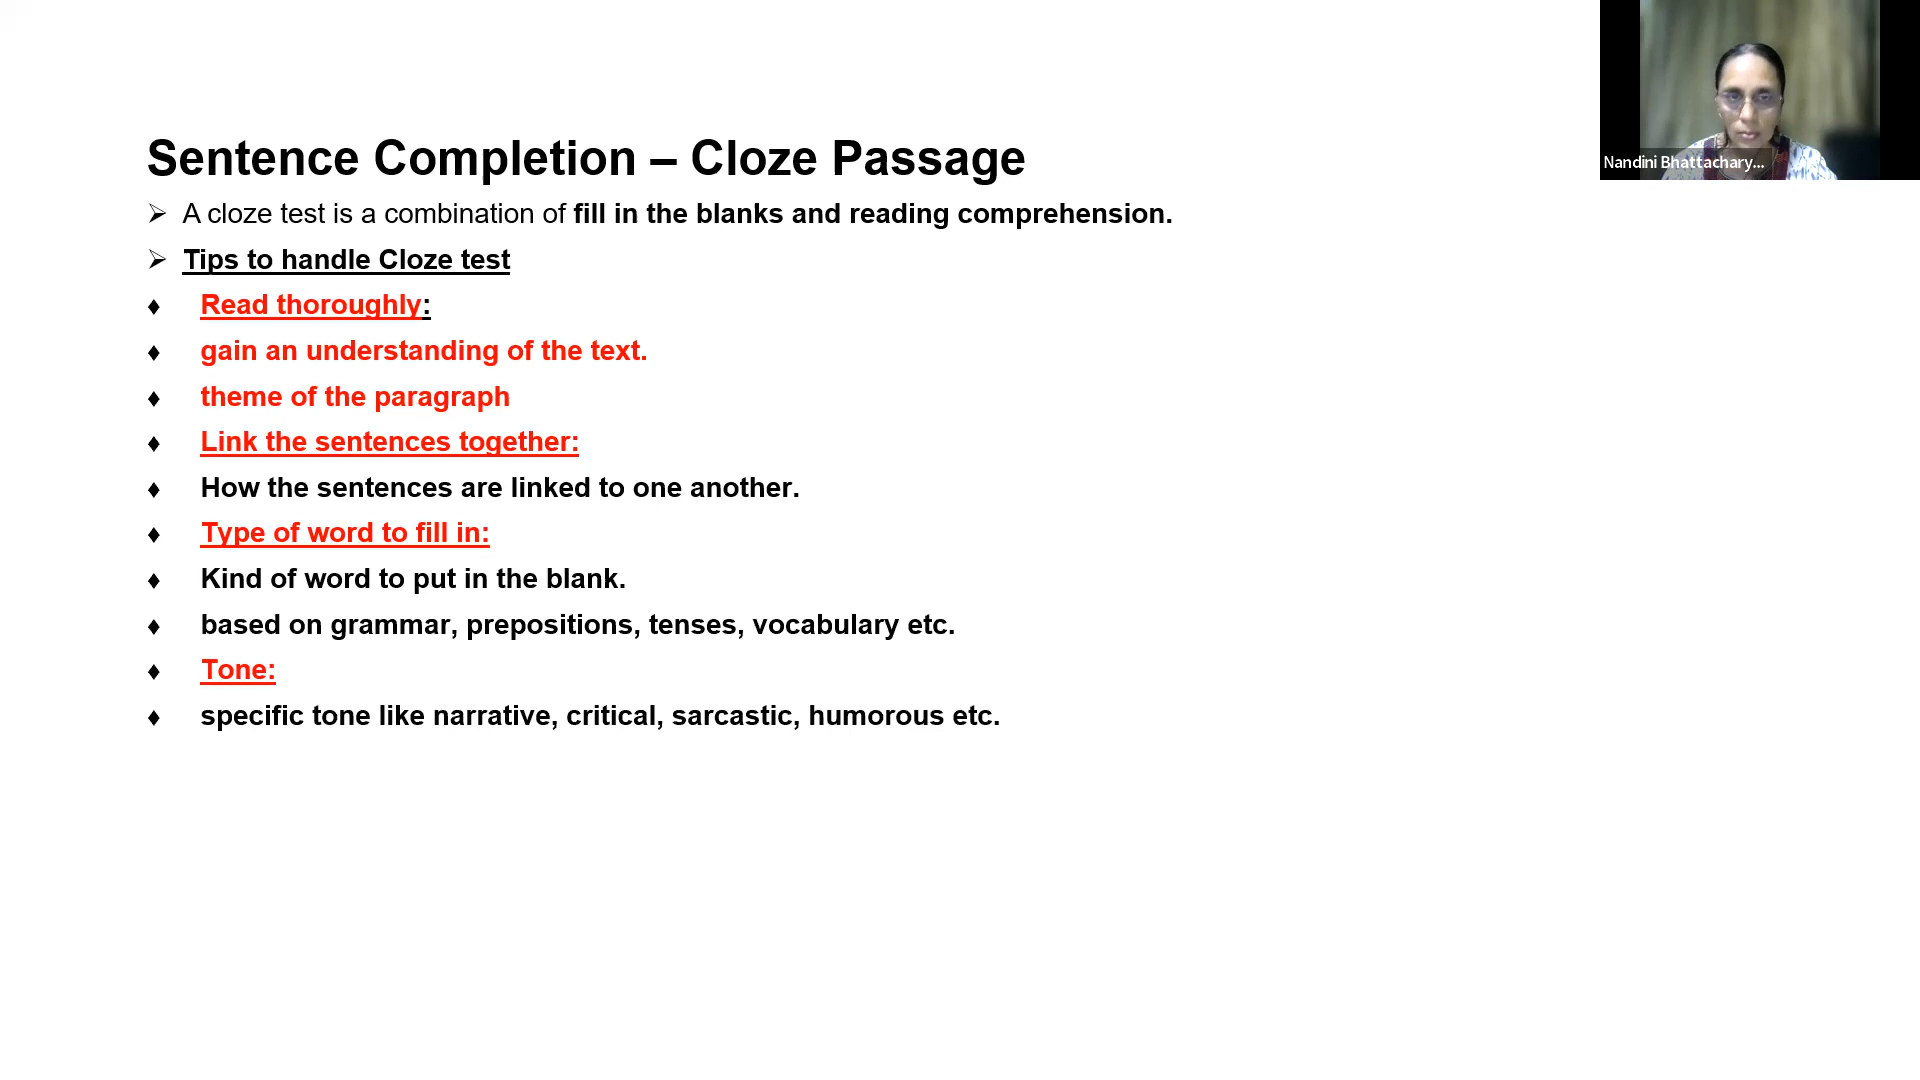 Sentence Completion – Cloze Passage
➢ A cloze test is a combination of fill in the blanks and reading comprehension.
➢ Tips to handle Cloze test
♦ Read thoroughly:
♦ gain an understanding of the text.
♦ theme of the paragraph
♦ Link the sentences together:
♦ How the sentences are linked to one another.
♦ Type of word to fill in:
♦ Kind of word to put in the blank.
♦ based on grammar, prepositions, tenses, vocabulary etc.
♦ Tone:
♦ specific tone like narrative, critical, sarcastic, humorous etc.
Nandini Bhattachary...